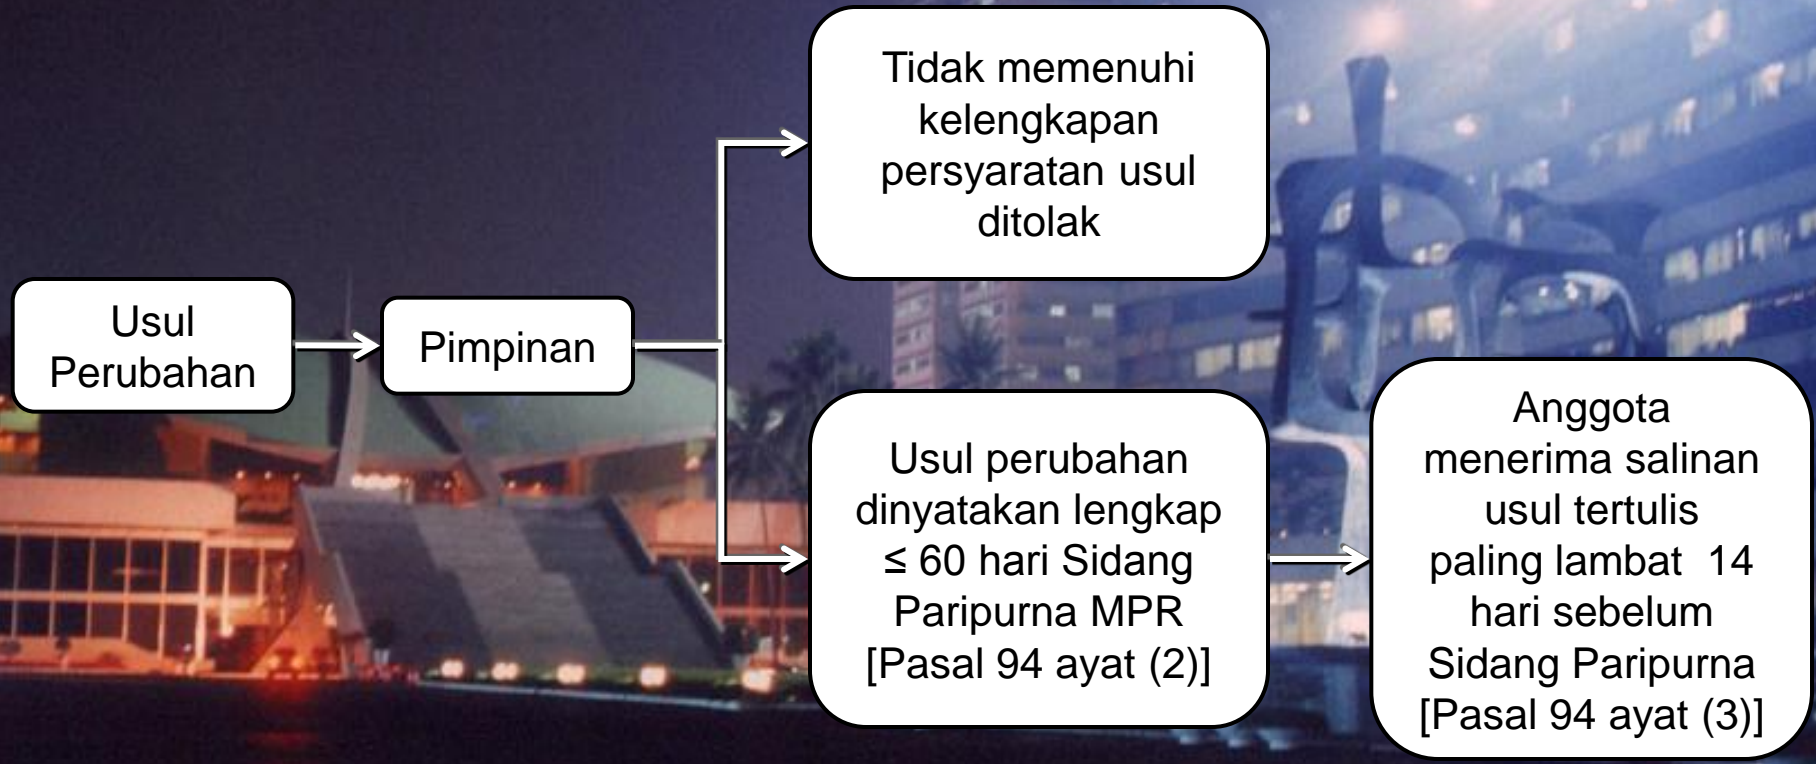 Usul
Perubahan
Pimpinan
Tidak memenuhi
kelengkapan
persyaratan usul
ditolak
Usul perubahan
dinyatakan lengkap
≤ 60 hari Sidang
Paripurna MPR
[Pasal 94 ayat (2)]
Anggota
menerima salinan
usul tertulis
paling lambat  14
hari sebelum
Sidang Paripurna
[Pasal 94 ayat (3)]